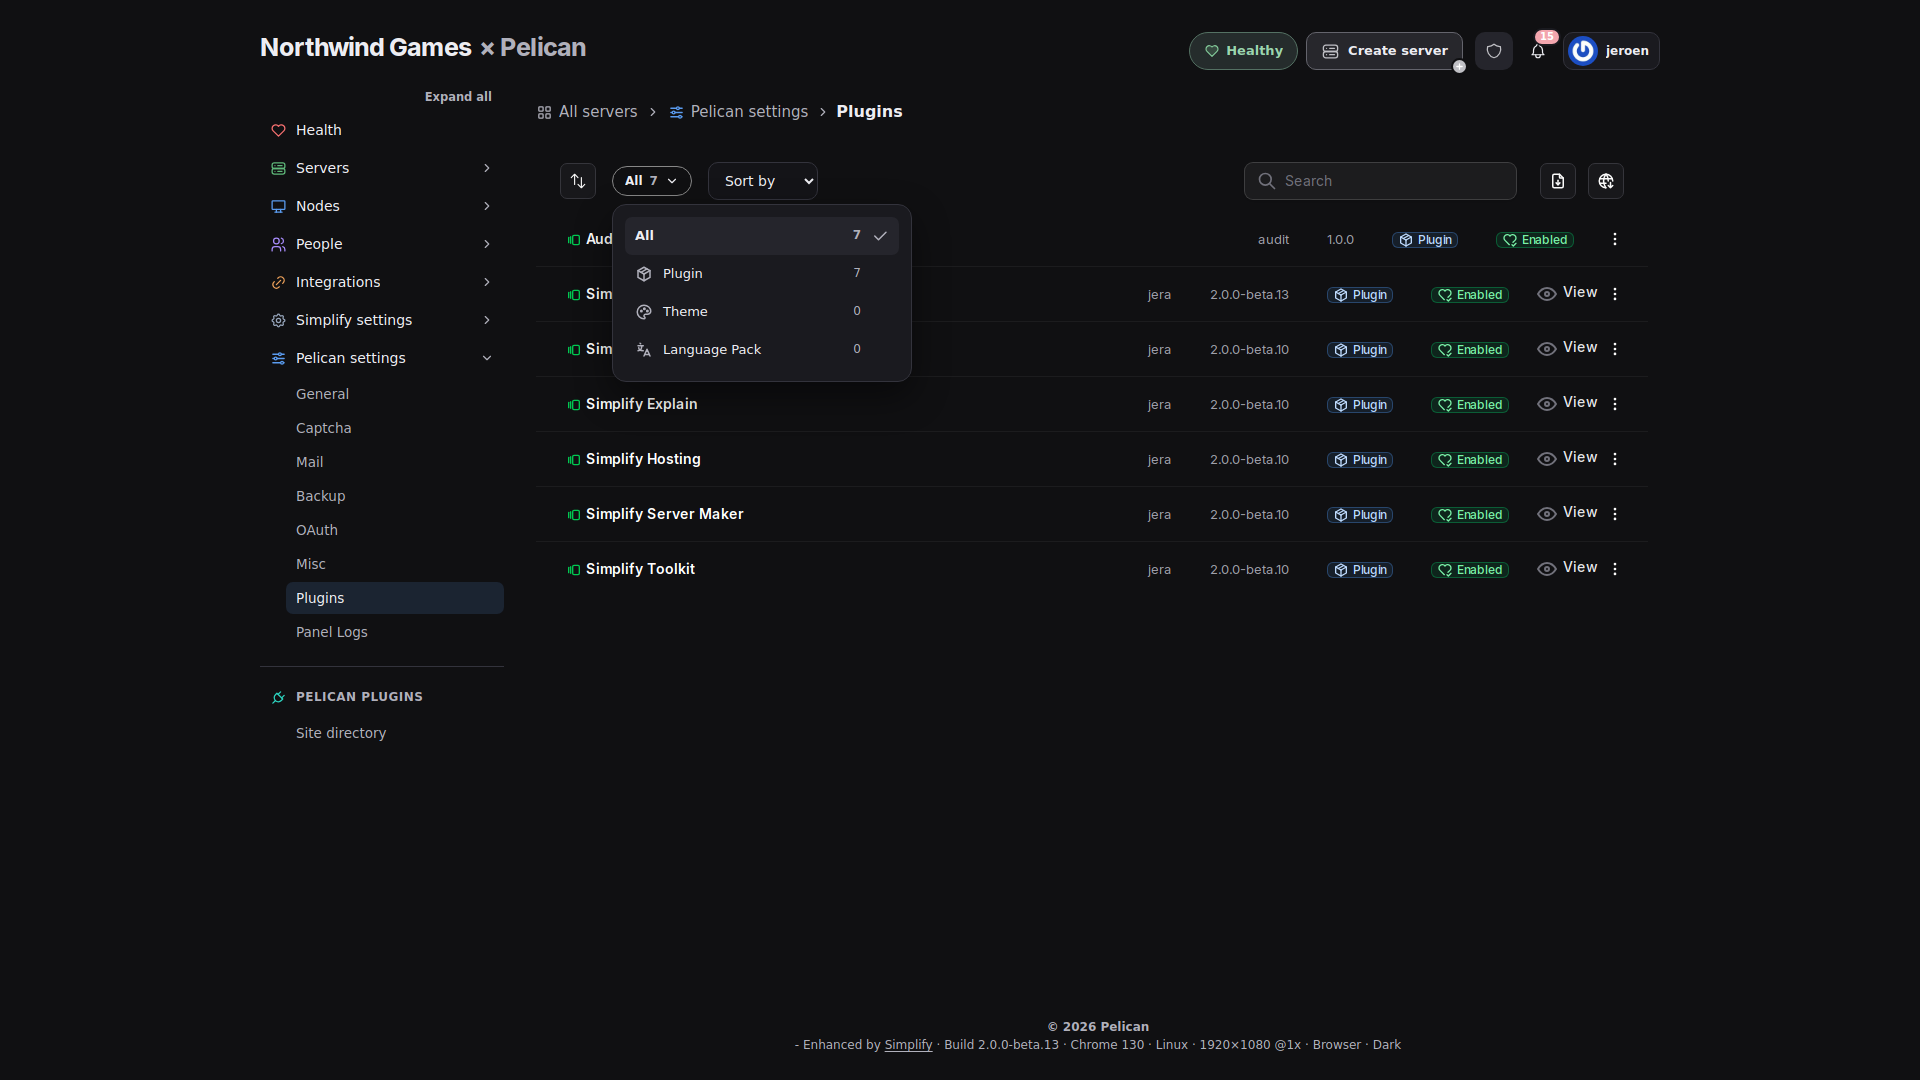 Northwind Games × Pelican
Healthy
Create server
15
jeroen
Expand all
Health
Servers
Nodes
People
Integrations
Simplify settings
Pelican settings
General
Captcha
Mail
Backup
OAuth
Misc
Plugins
Panel Logs
PELICAN PLUGINS
Site directory
All servers > Pelican settings > Plugins
All 7
Sort by
Search
All 7
Plugin 7
Theme 0
Language Pack 0
Aud audit 1.0.0 Plugin Enabled
Sim jera 2.0.0-beta.13 Plugin Enabled View
Sim jera 2.0.0-beta.10 Plugin Enabled View
Simplify Explain jera 2.0.0-beta.10 Plugin Enabled View
Simplify Hosting jera 2.0.0-beta.10 Plugin Enabled View
Simplify Server Maker jera 2.0.0-beta.10 Plugin Enabled View
Simplify Toolkit jera 2.0.0-beta.10 Plugin Enabled View
© 2026 Pelican
- Enhanced by Simplify · Build 2.0.0-beta.13 · Chrome 130 · Linux · 1920×1080 @1x · Browser · Dark